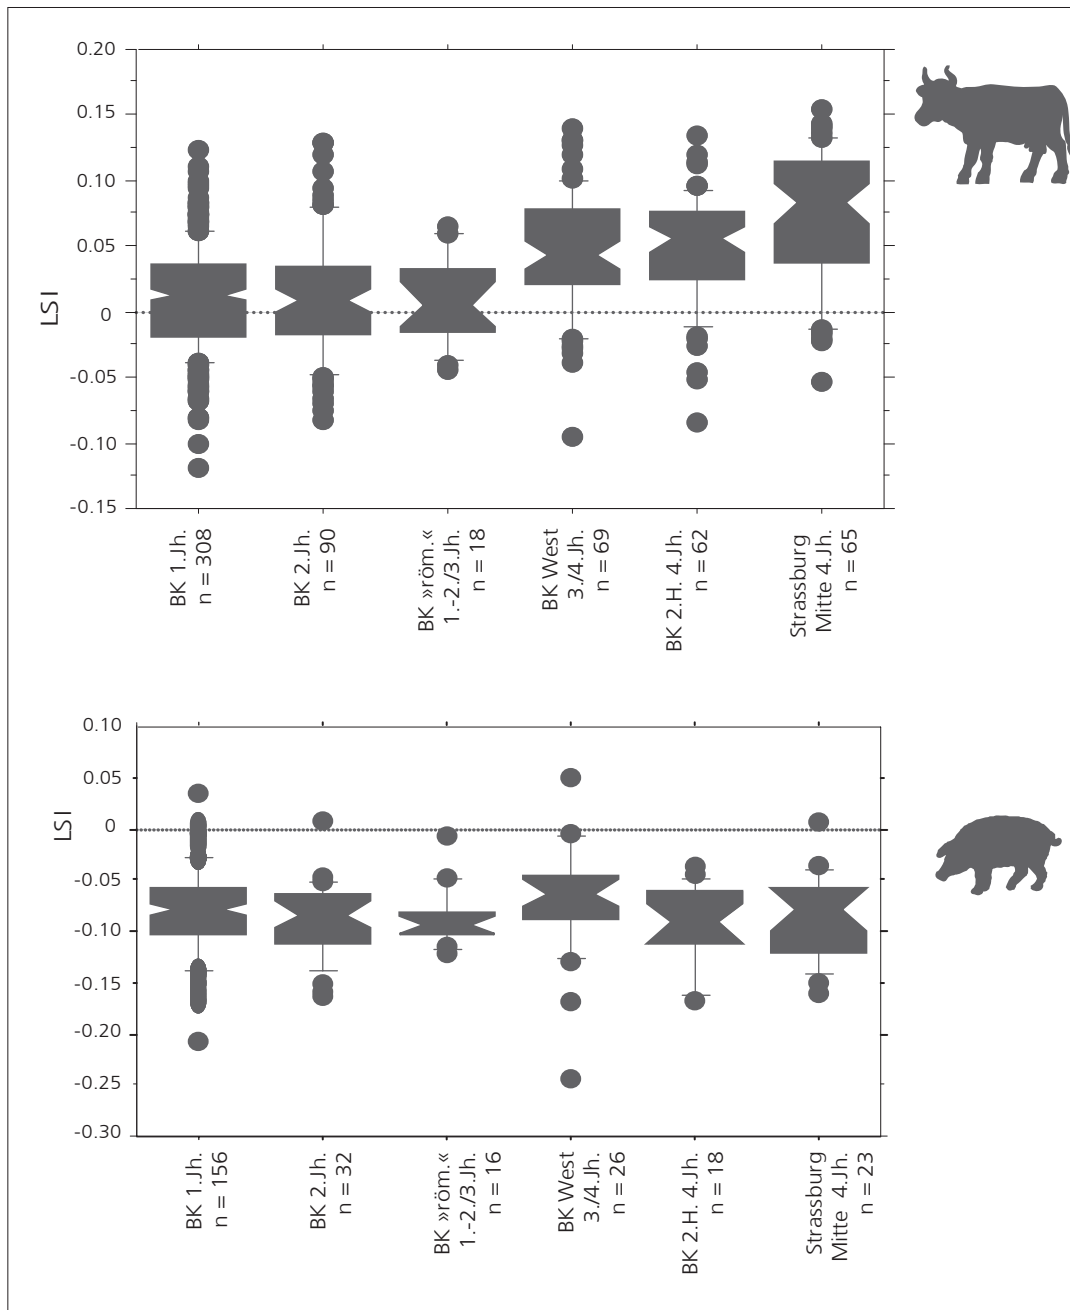 0.20
0.15
0.10
0.05
0
-0.05
-0.10
-0.15
LSI
BK 1.Jh.
n = 308
BK 2.Jh.
n = 90
BK »röm.«
1.-2./3.Jh.
n = 18
BK West
3./4.Jh.
n = 69
BK 2.H. 4.Jh.
n = 62
Strassburg
Mitte 4.Jh.
n = 65
0.10
0.05
0
-0.05
-0.10
-0.15
-0.20
-0.25
-0.30
LSI
BK 1.Jh.
n = 156
BK 2.Jh.
n = 32
BK »röm.«
1.-2./3.Jh.
n = 16
BK West
3./4.Jh.
n = 26
BK 2.H. 4.Jh.
n = 18
Strassburg
Mitte 4.Jh.
n = 23